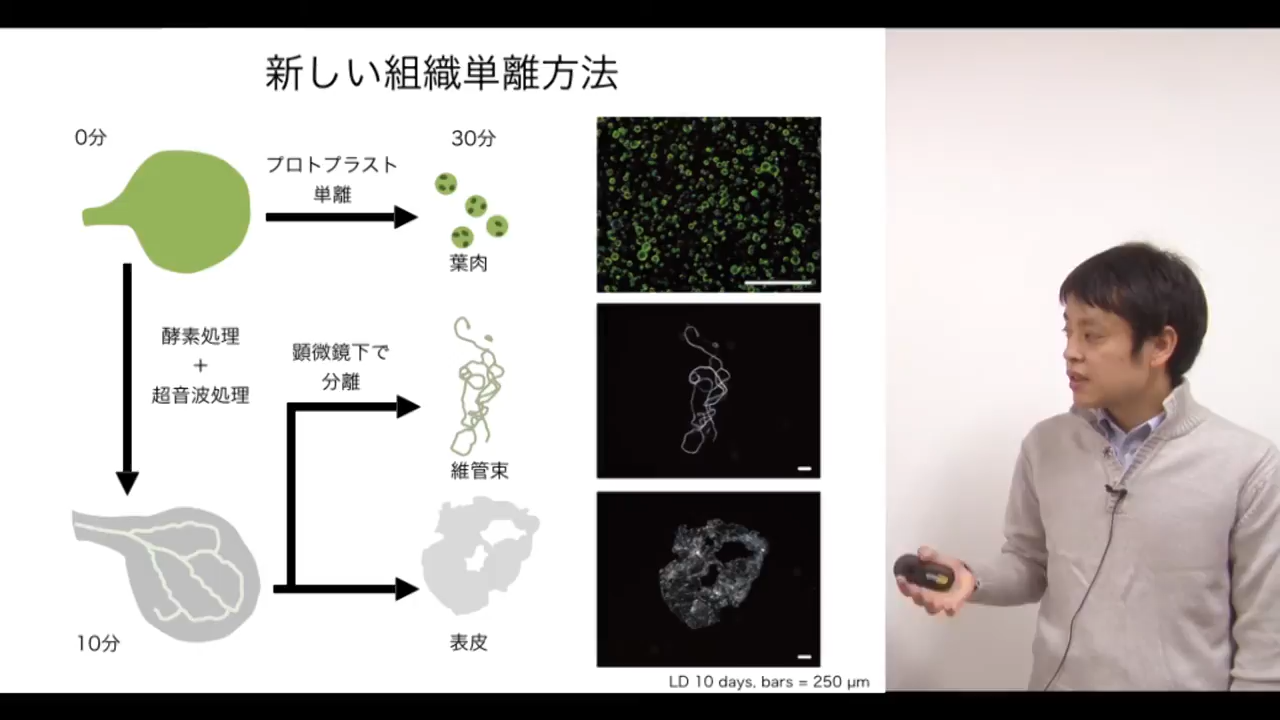 新しい組織単離方法
0分
プロトプラスト
単離
30分
葉肉
酵素処理
+
超音波処理
顕微鏡下で
分離
維管束
10分
表皮
LD 10 days, bars = 250 μm